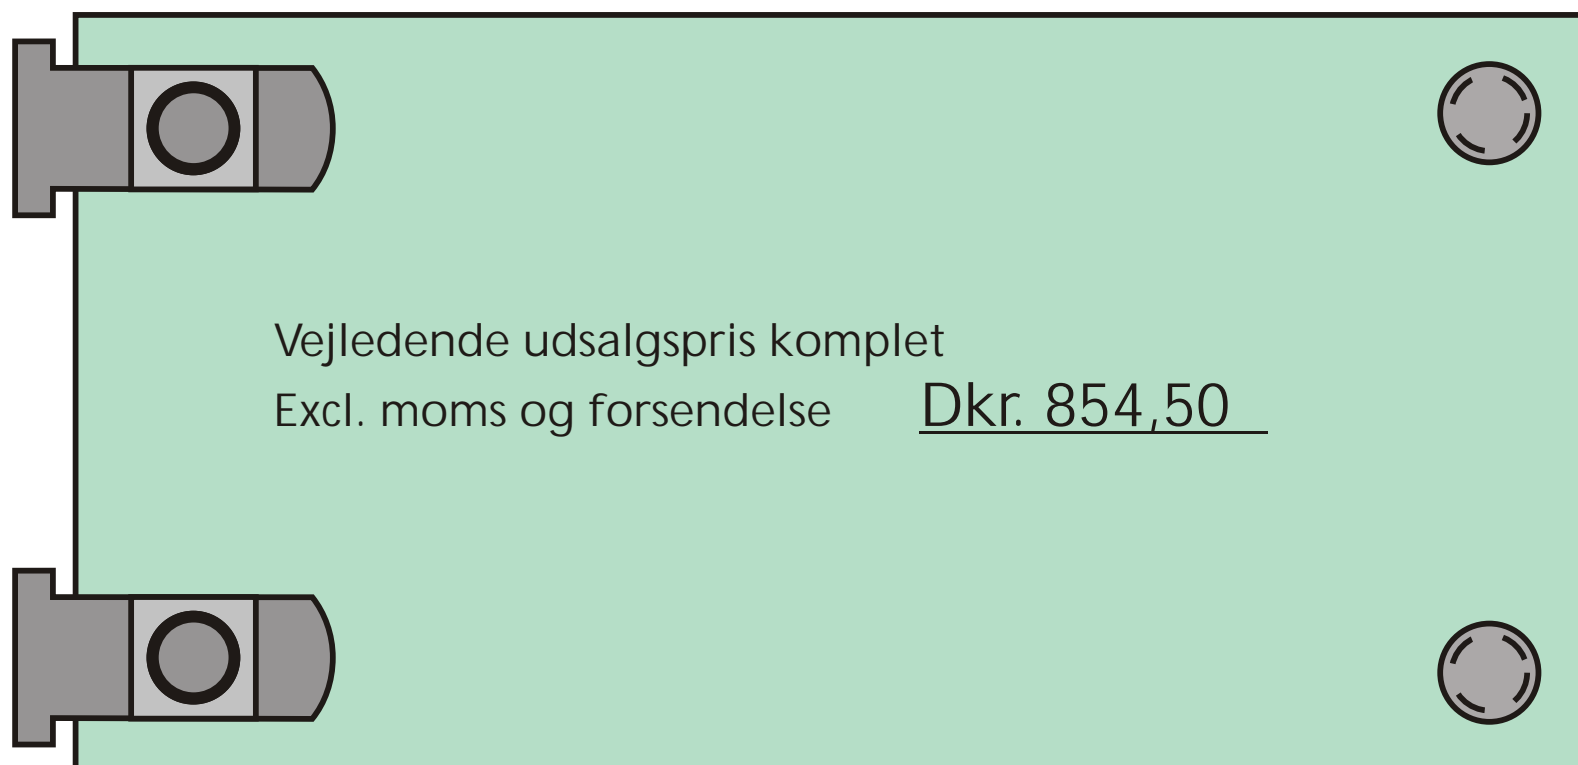 Vejledende udsalgspris komplet
Excl. moms og forsendelse Dkr. 854,50